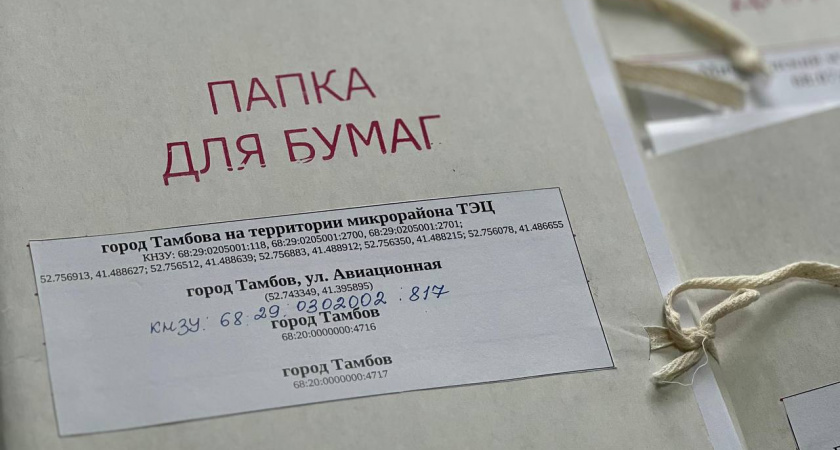 ПАПКА
ДЛЯ БУМАГ
город Тамбова на территории микрорайона ТЭЦ
КНЗУ: 68:29:0205001:118, 68:29:0205001:2700, 68:29:0205001:2701;
52.756913, 41.488627; 52.756512, 41.488639; 52.756883, 41.488912; 52.756350, 41.488215; 52.756078, 41.486655
город Тамбов, ул. Авиационная
(52.743349, 41.395895)
КНЗУ: 68:29:0302002:817
город Тамбов
68:20:0000000:4716
город Тамбов
68:20:0000000:4717